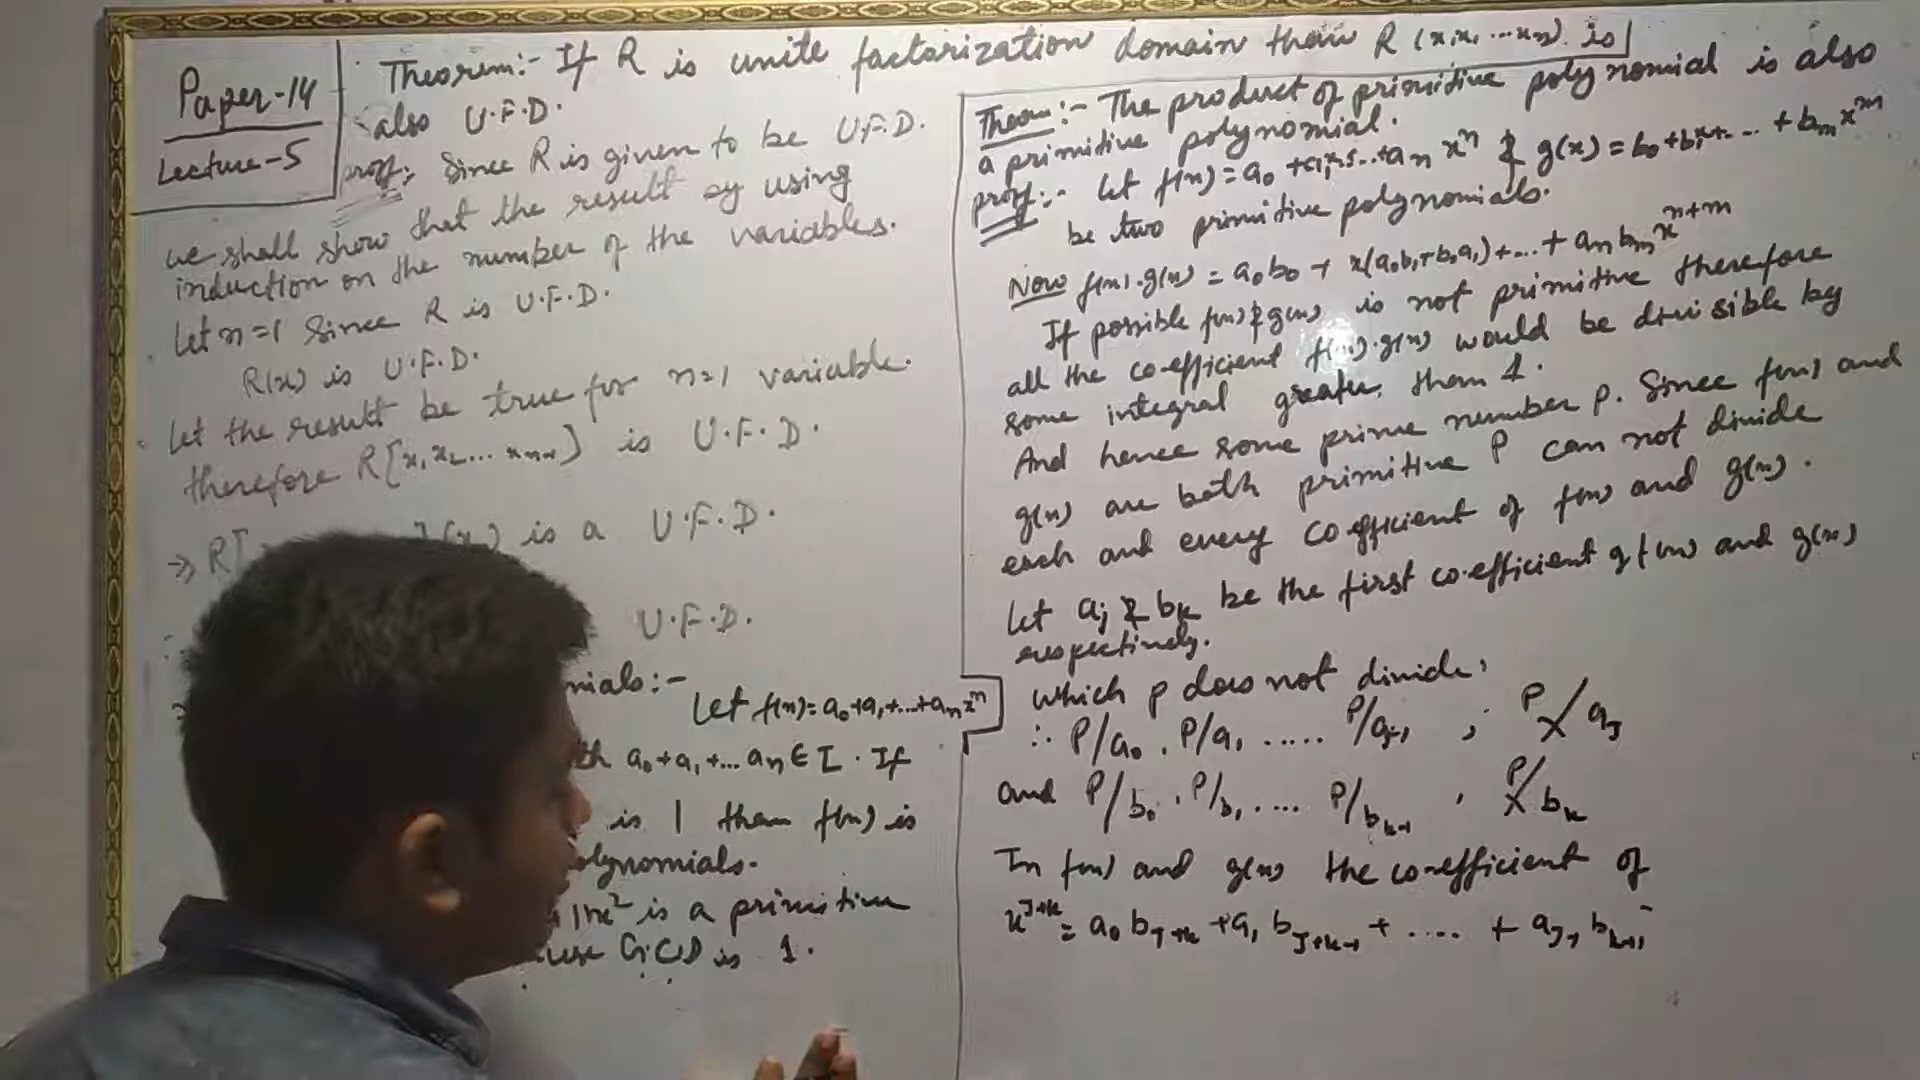 Paper-14
Lecture-5
Theorem:- If R is unite factorization domain then R (x1x2 ...xn) is
also U.F.D.
proof: Since R is given to be U.F.D.
we shall show that the result by using
induction on the number of the variables.
Let n=1 Since R is U.F.D.
R(x) is U.F.D.
Let the result be true for n=1 variable.
therefore R[x1 x2 ... xn-1] is U.F.D.
⇒ R[ ](x) is a U.F.D.
U.F.D.
nials:-
Let f(x)=a0+a1+...+anx^n
th a0+a1+...an ∈ I. If
is 1 then f(x) is
olynomials.
11x^2 is a primitive
use G.C.D is 1.
Theorem:- The product of primitive polynomial is also
a primitive polynomial.
proof:- Let f(x)=a0+a1x+...+an x^n & g(x)=b0+b1x+...+bmx^m
be two primitive polynomials.
Now f(x).g(x)=a0b0+x(a0b1+b0a1)+...+anbmx^n+m
If possible f(x) & g(x) is not primitive therefore
all the co-efficient f(x).g(x) would be divisible by
some integral greater than 1.
And hence some prime number p. Since f(x) and
g(x) are both primitive P can not divide
each and every co-efficient of f(x) and g(x).
Let aj & bk be the first co-efficient of f(x) and g(x)
respectively.
which p does not divide.
∴ P/a0, P/a1 ..... P/aj-1 ; P∤aj
and P/b0, P/b1 .... P/bk-1, P∤bk
In f(x) and g(x) the co-efficient of
x^J+k = a0 bJ+k + a1 bJ+k-1 + .... + aJ-1 bk+1